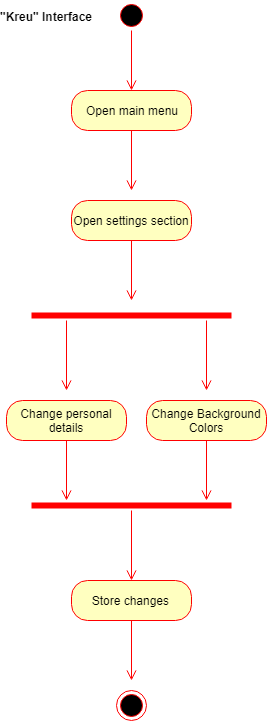 "Kreu" Interface
Open main menu
Open settings section
Change personal
details
Change Background
Colors
Store changes